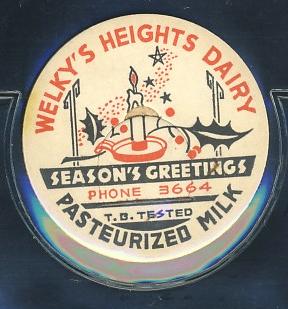 WELKY'S HEIGHTS DAIRY
SEASON'S GREETINGS
PHONE 3664
T.B. TESTED
PASTEURIZED MILK